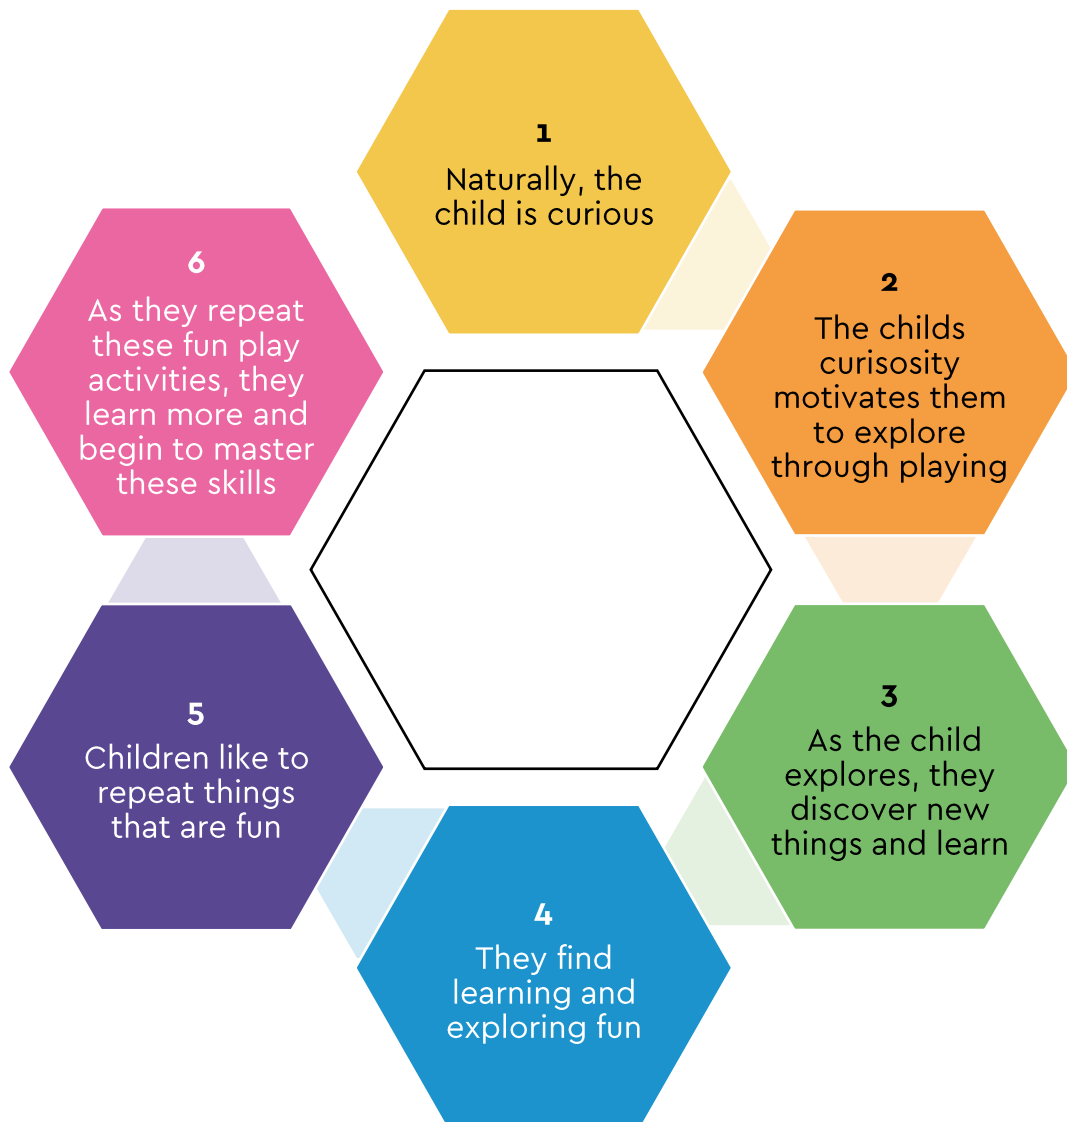 1
Naturally, the
child is curious
2
The childs
curisosity
motivates them
to explore
through playing
3
As the child
explores, they
discover new
things and learn
4
They find
learning and
exploring fun
5
Children like to
repeat things
that are fun
6
As they repeat
these fun play
activities, they
learn more and
begin to master
these skills